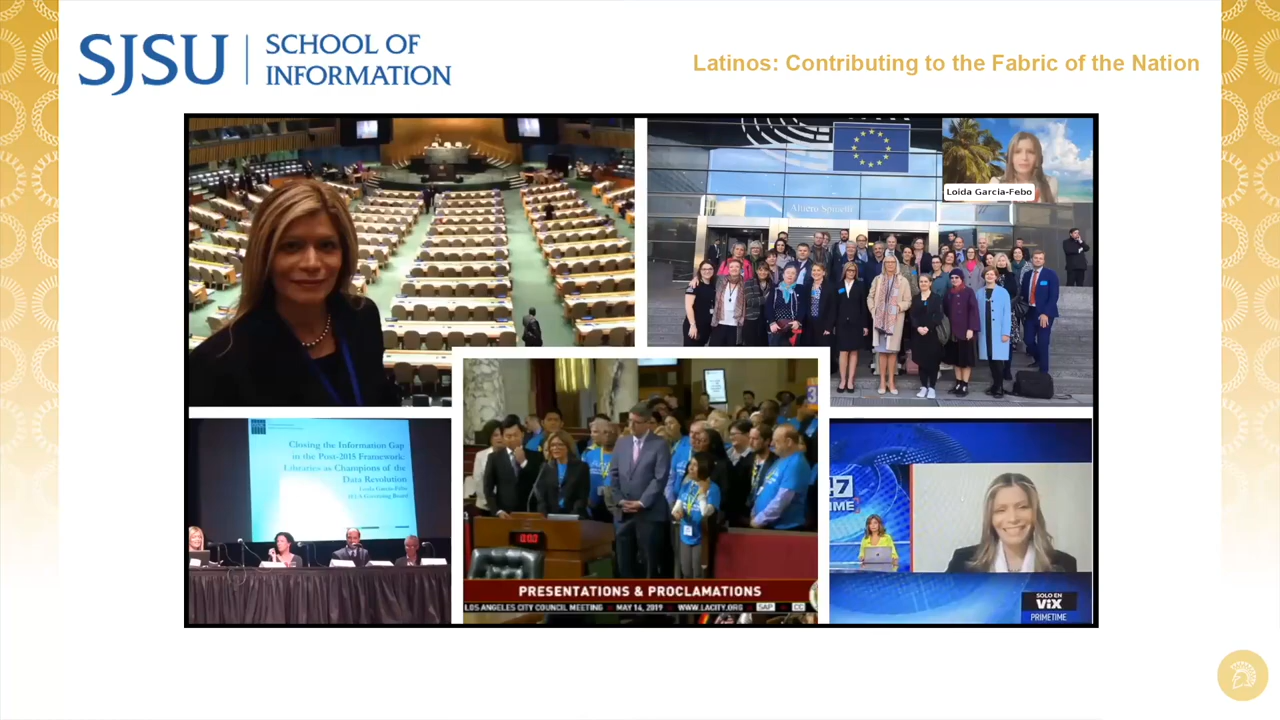 SJSU
SCHOOL OF
INFORMATION
Latinos: Contributing to the Fabric of the Nation
Altiero Spinelli
Loida Garcia-Febo
Closing the Information Gap
in the Post-2015 Framework:
Libraries as Champions of the
Data Revolution
Loida Garcia-Febo
IFLA Governing Board
PRESENTATIONS & PROCLAMATIONS
LOS ANGELES CITY COUNCIL MEETING
MAY 14, 2019
WWW.LACITY.ORG
SAP
CC
SOLO EN
ViX
PRIMETIME